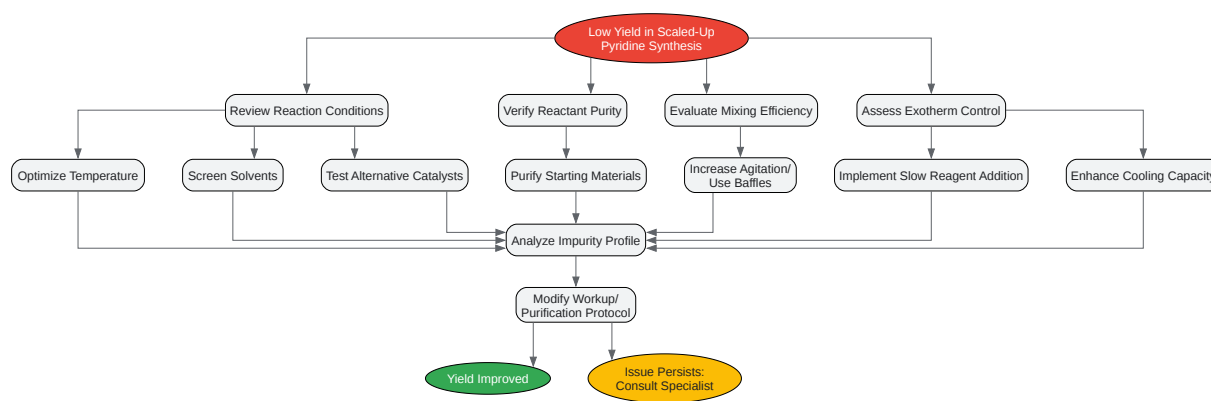 Low Yield in Scaled-Up
Pyridine Synthesis
Review Reaction Conditions
Verify Reactant Purity
Evaluate Mixing Efficiency
Assess Exotherm Control
Optimize Temperature
Screen Solvents
Test Alternative Catalysts
Purify Starting Materials
Increase Agitation/
Use Baffles
Implement Slow Reagent Addition
Enhance Cooling Capacity
Analyze Impurity Profile
Modify Workup/
Purification Protocol
Yield Improved
Issue Persists:
Consult Specialist